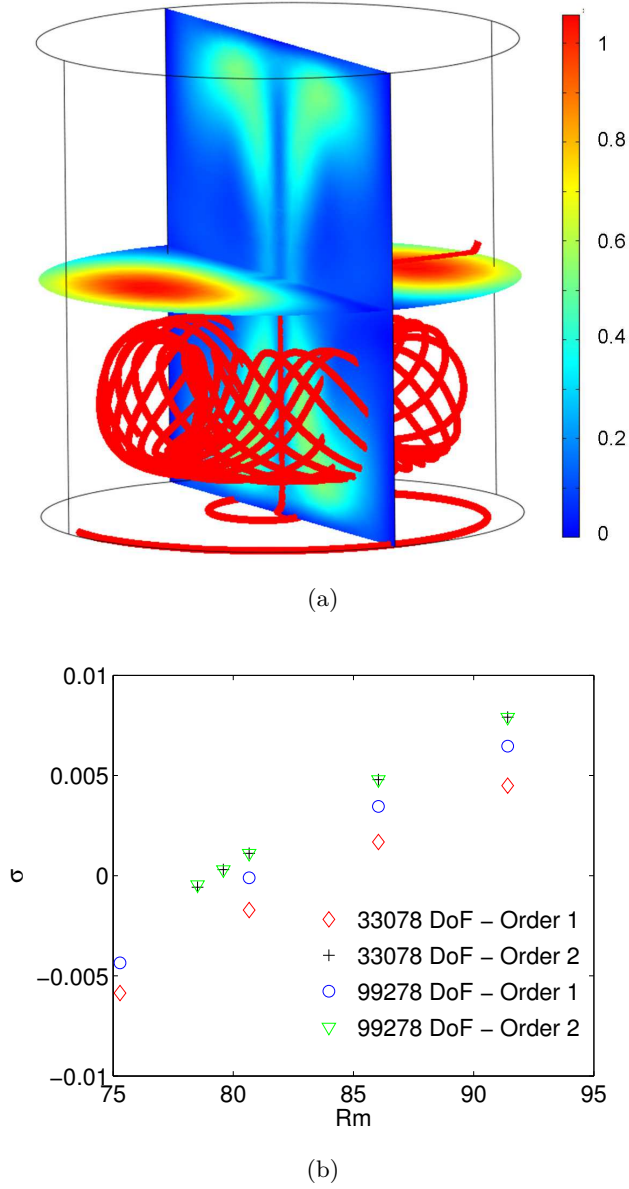 1
0.8
0.6
0.4
0.2
0
(a)
0.01
0.005
0
−0.005
−0.01
σ
75
80
85
90
95
Rm
33078 DoF − Order 1
33078 DoF − Order 2
99278 DoF − Order 1
99278 DoF − Order 2
(b)